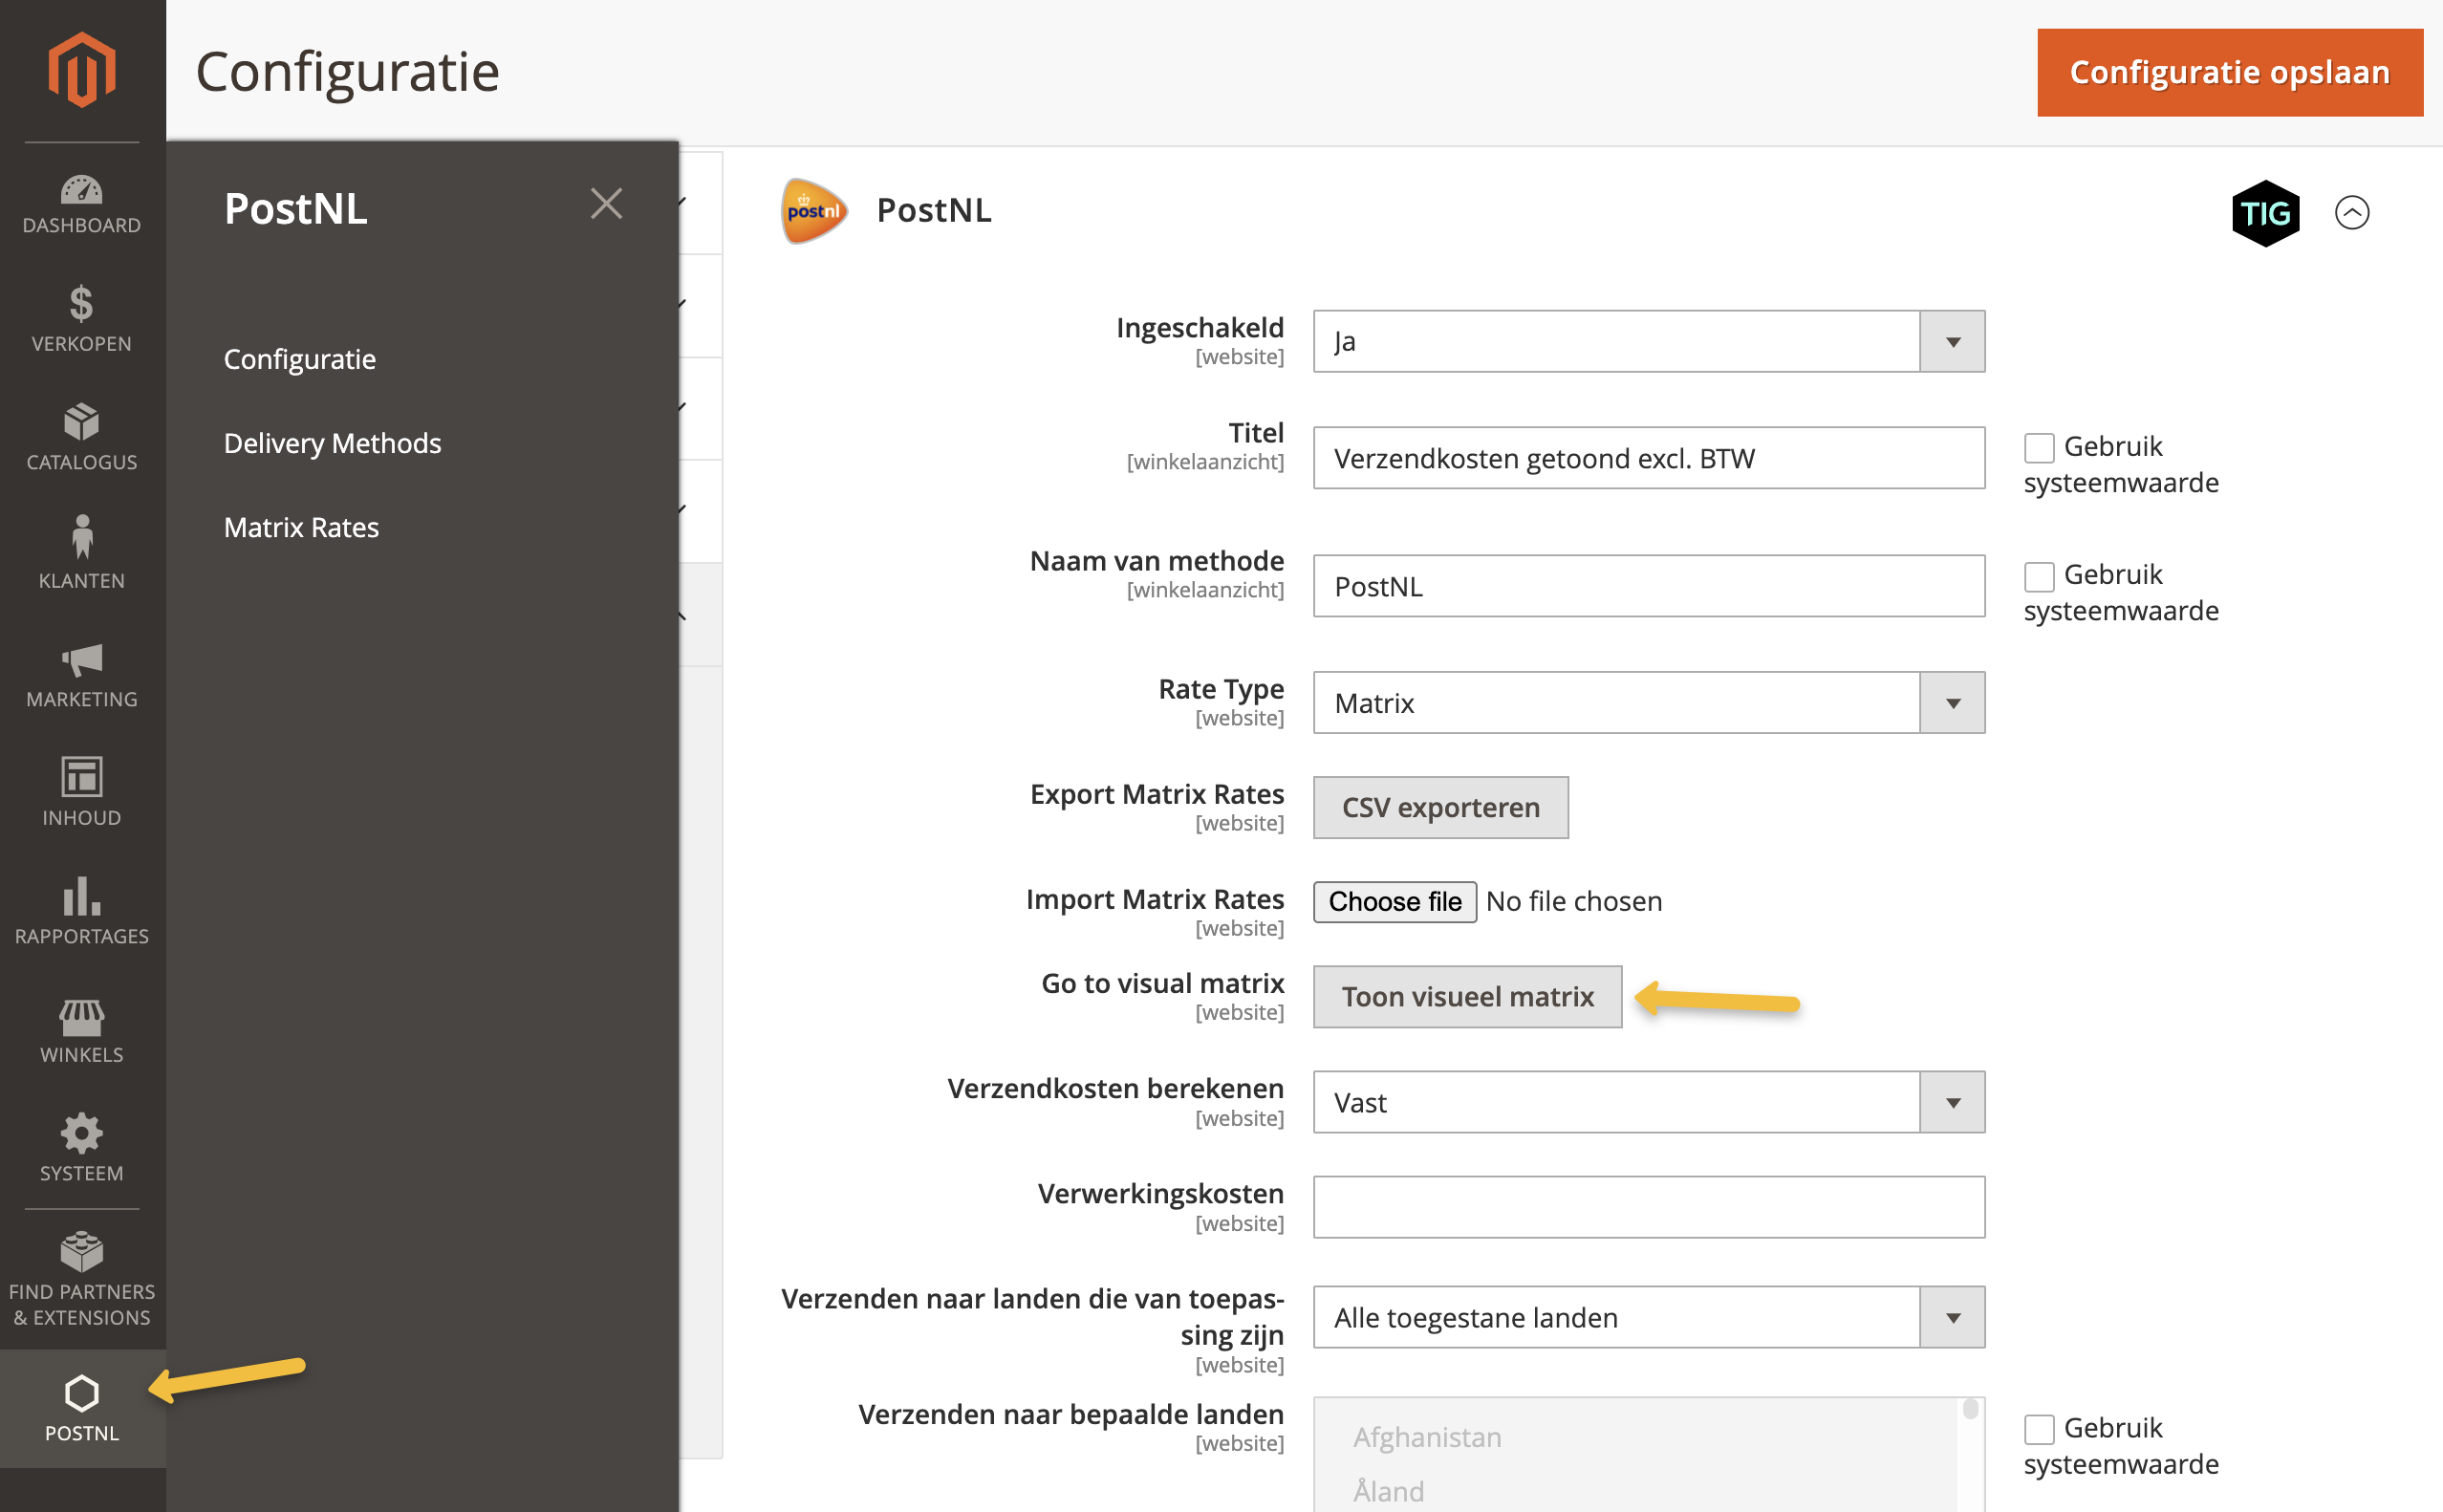 Configuratie
Configuratie opslaan
DASHBOARD
VERKOPEN
CATALOGUS
KLANTEN
MARKETING
INHOUD
RAPPORTAGES
WINKELS
SYSTEEM
FIND PARTNERS
& EXTENSIONS
POSTNL
PostNL
Configuratie
Delivery Methods
Matrix Rates
postnl
PostNL
TIG
Ingeschakeld
[website]
Ja
Titel
[winkelaanzicht]
Verzendkosten getoond excl. BTW
Gebruik
systeemwaarde
Naam van methode
[winkelaanzicht]
PostNL
Gebruik
systeemwaarde
Rate Type
[website]
Matrix
Export Matrix Rates
[website]
CSV exporteren
Import Matrix Rates
[website]
Choose file No file chosen
Go to visual matrix
[website]
Toon visueel matrix
Verzendkosten berekenen
[website]
Vast
Verwerkingskosten
[website]
Verzenden naar landen die van toepas-
sing zijn
[website]
Alle toegestane landen
Verzenden naar bepaalde landen
[website]
Afghanistan
Åland
Gebruik
systeemwaarde